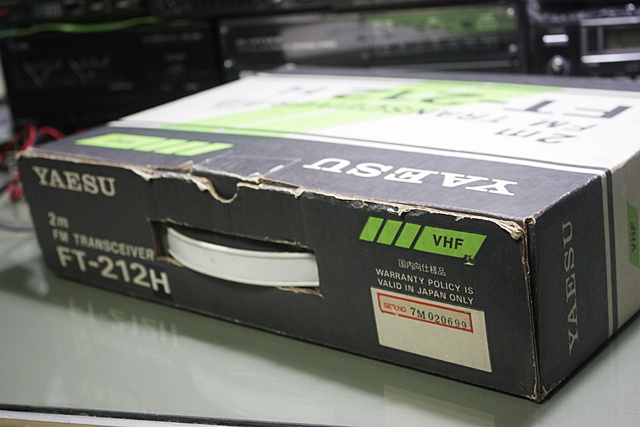 FT-212H
2m
FM TRANSCEIVER
YAESU
YAESU
2m
FM TRANSCEIVER
FT-212H
VHF
国内向仕様品
WARRANTY POLICY IS
VALID IN JAPAN ONLY
SER.NO. 7M020699
YAESU
VHF